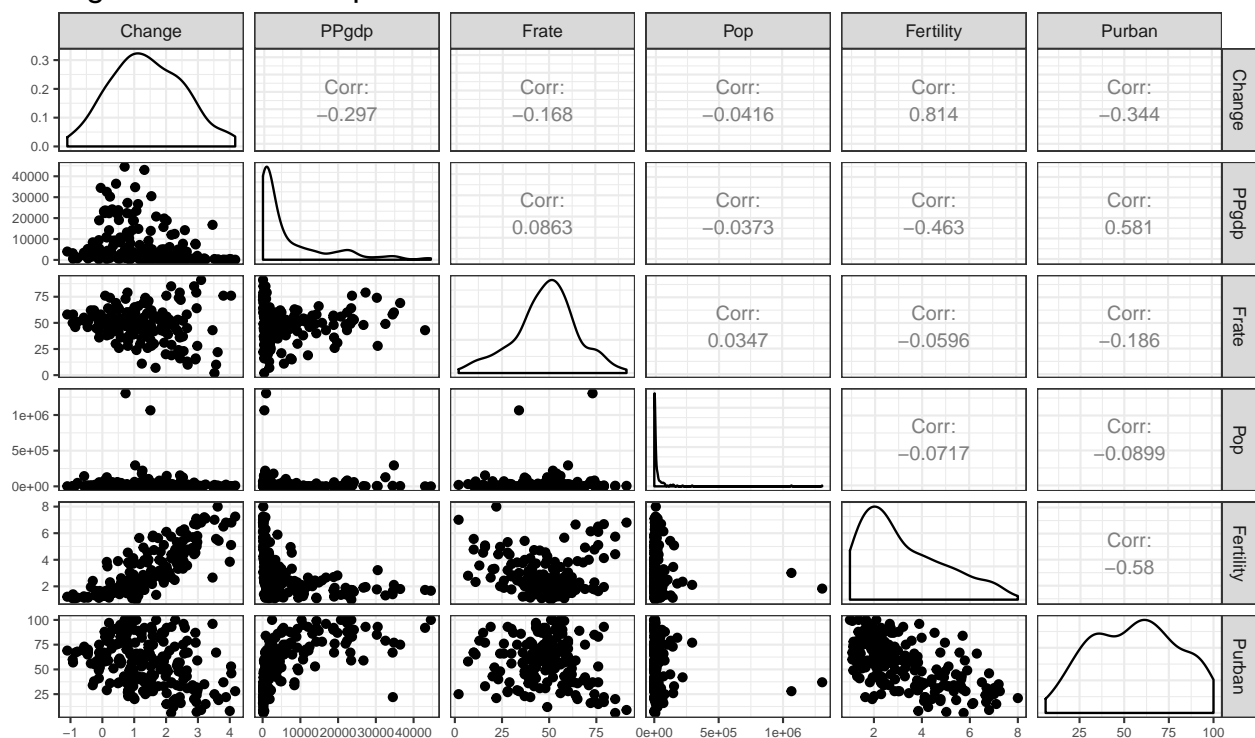 Change PPgdp Frate Pop Fertility Purban
0.3
0.2
0.1
0.0
Corr:
−0.297
Corr:
−0.168
Corr:
−0.0416
Corr:
0.814
Corr:
−0.344
Change
40000
30000
20000
10000
0
Corr:
0.0863
Corr:
−0.0373
Corr:
−0.463
Corr:
0.581
PPgdp
75
50
25
0
Corr:
0.0347
Corr:
−0.0596
Corr:
−0.186
Frate
1e+06
5e+05
0e+00
Corr:
−0.0717
Corr:
−0.0899
Pop
8
6
4
2
Corr:
−0.58
Fertility
100
75
50
25
Purban
−1 0 1 2 3 4 0 10000 20000 30000 40000 0 25 50 75 0e+00 5e+05 1e+06 2 4 6 8 25 50 75 100